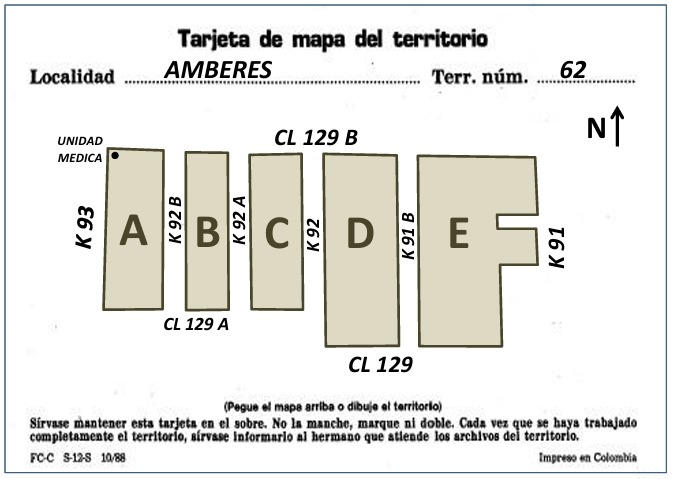 Tarjeta de mapa del territorio
Localidad AMBERES Terr. núm. 62
N
CL 129 B
UNIDAD
MEDICA
K 93
A
K 92 B
B
K 92 A
C
K 92
D
K 91 B
E
K 91
CL 129 A
CL 129
(Pegue el mapa arriba o dibuje el territorio)
Sírvase mantener esta tarjeta en el sobre. No la manche, marque ni doble. Cada vez que se haya trabajado
completamente el territorio, sírvase informarlo al hermano que atiende los archivos del territorio.
FC-C S-12-S 10/88 Impreso en Colombia